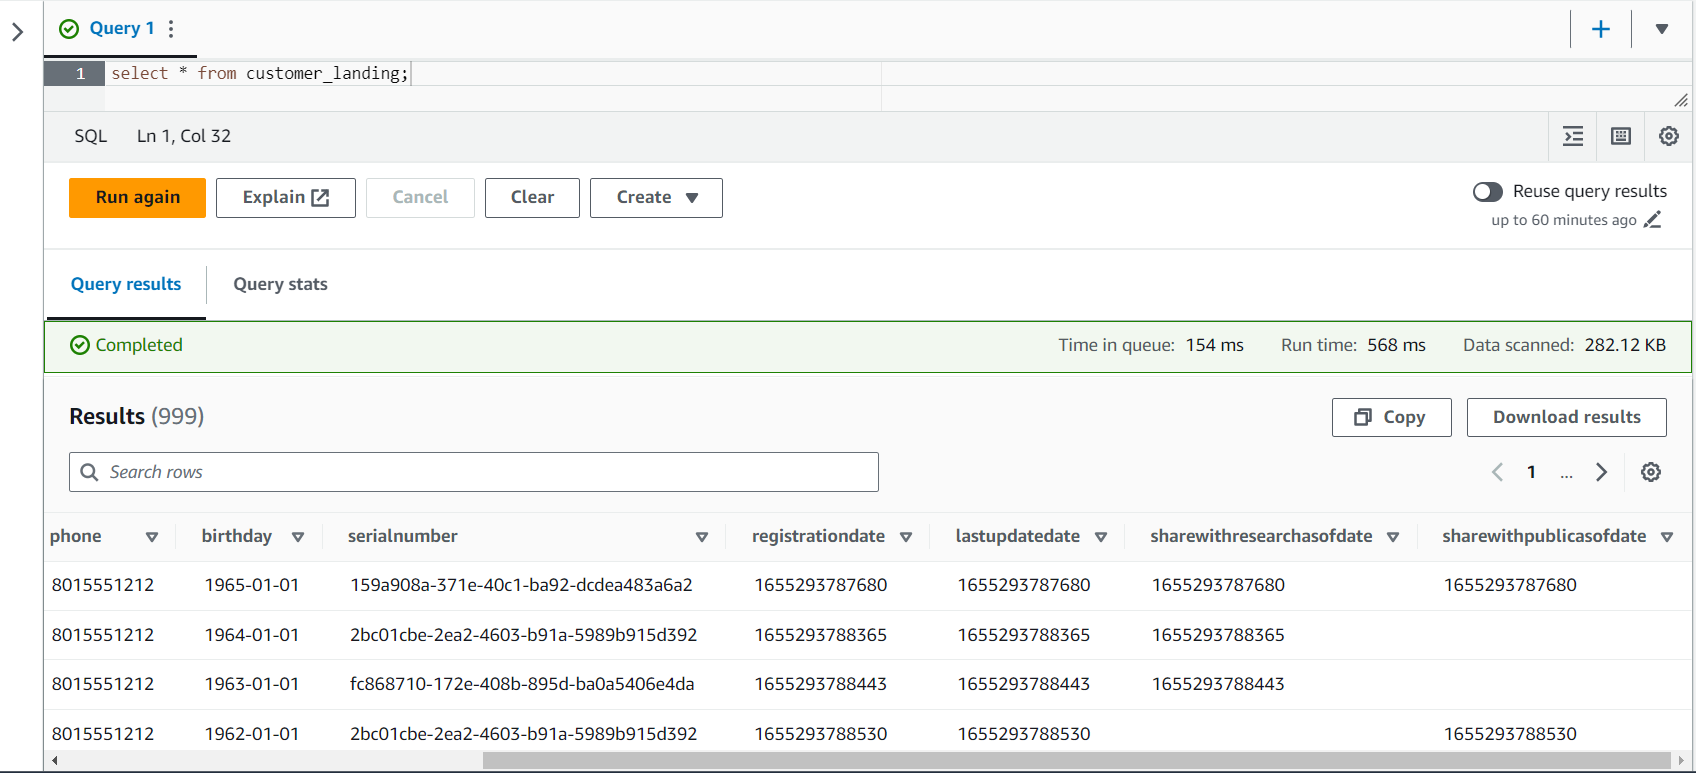 Query 1
1 select * from customer_landing;
SQL Ln 1, Col 32
Run again Explain Cancel Clear Create Reuse query results
up to 60 minutes ago
Query results Query stats
Completed Time in queue: 154 ms Run time: 568 ms Data scanned: 282.12 KB
Results (999) Copy Download results
Search rows 1 ...
phone birthday serialnumber registrationdate lastupdatedate sharewithresearchasofdate sharewithpublicasofdate
8015551212 1965-01-01 159a908a-371e-40c1-ba92-dcdea483a6a2 1655293787680 1655293787680 1655293787680 1655293787680
8015551212 1964-01-01 2bc01cbe-2ea2-4603-b91a-5989b915d392 1655293788365 1655293788365 1655293788365
8015551212 1963-01-01 fc868710-172e-408b-895d-ba0a5406e4da 1655293788443 1655293788443 1655293788443
8015551212 1962-01-01 2bc01cbe-2ea2-4603-b91a-5989b915d392 1655293788530 1655293788530 1655293788530